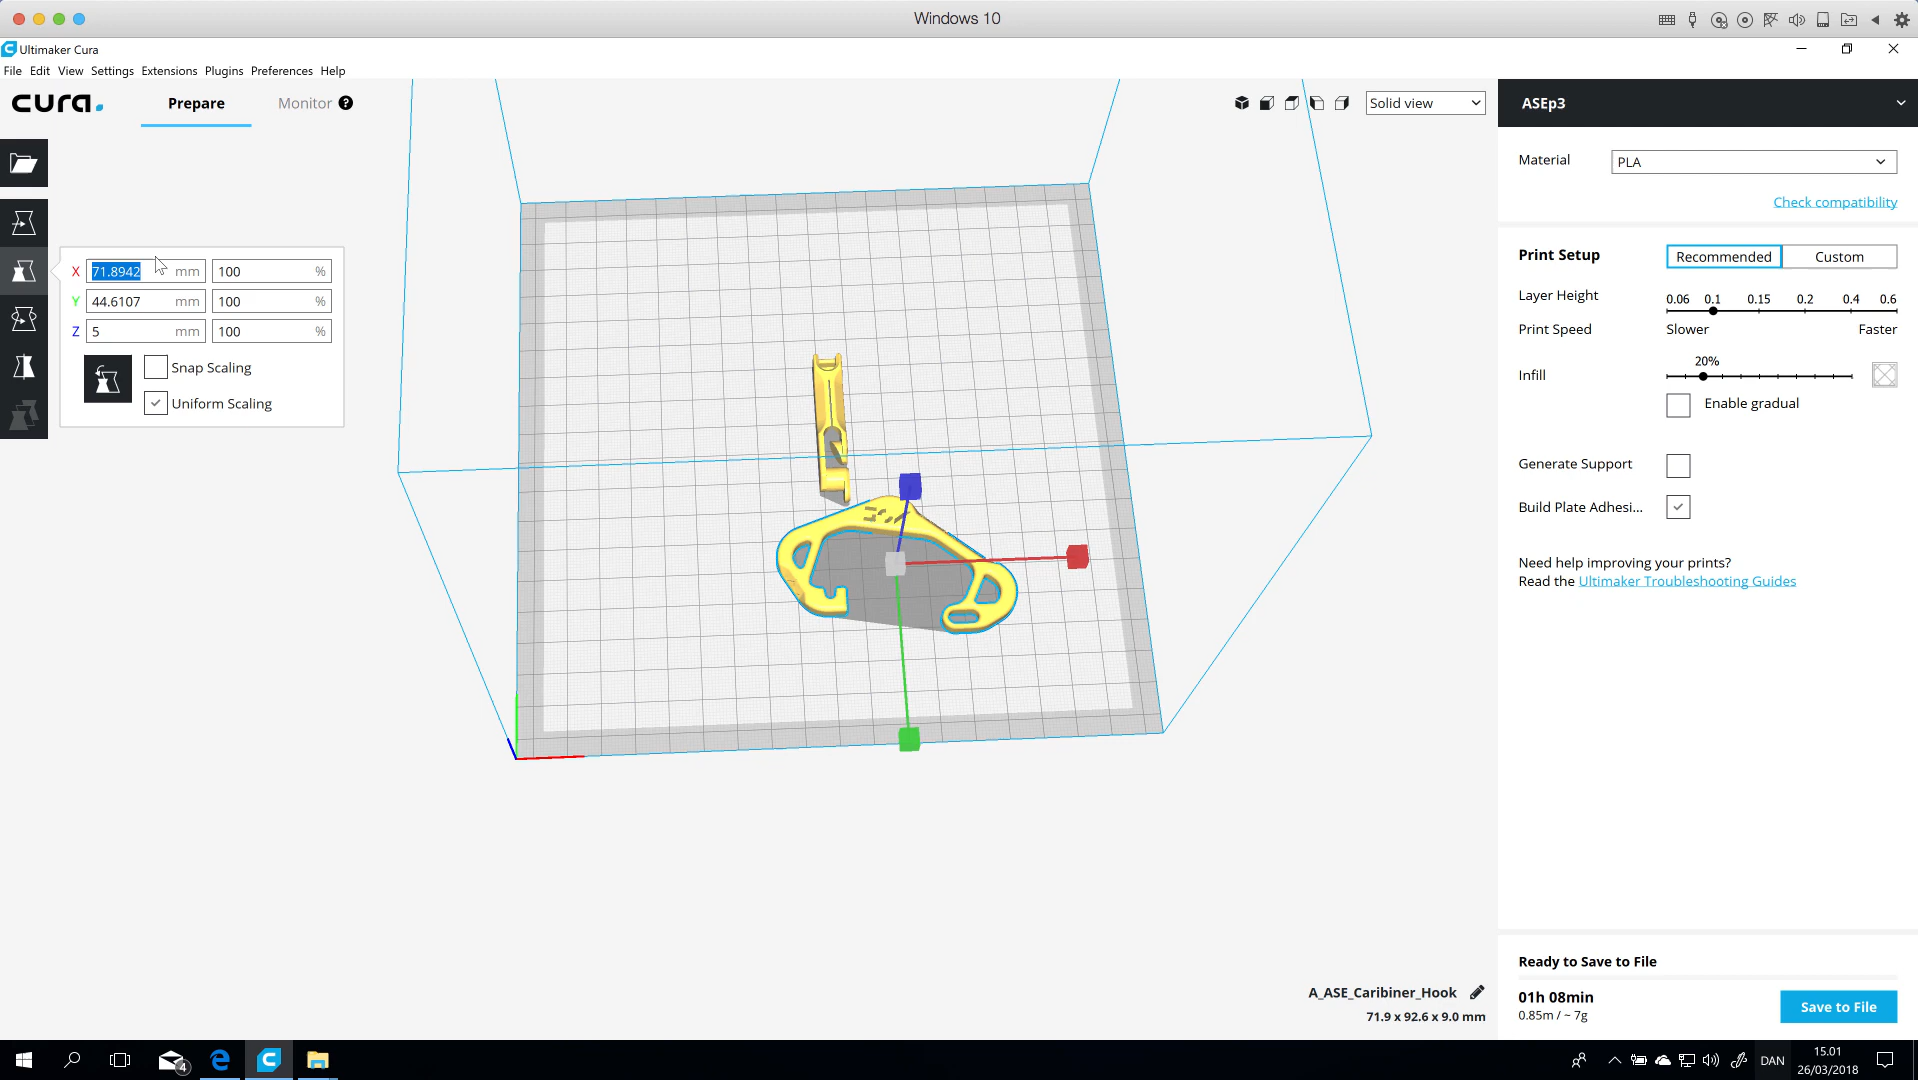 Windows 10
Ultimaker Cura
File Edit View Settings Extensions Plugins Preferences Help
cura.
Prepare
Monitor ?
Solid view
ASEp3
Material
PLA
Check compatibility
X 71.8942 mm 100 %
Y 44.6107 mm 100 %
Z 5 mm 100 %
Snap Scaling
Uniform Scaling
Print Setup
Recommended
Custom
Layer Height
0.06 0.1 0.15 0.2 0.4 0.6
Print Speed
Slower
Faster
20%
Infill
Enable gradual
Generate Support
Build Plate Adhesi...
Need help improving your prints?
Read the Ultimaker Troubleshooting Guides
A_ASE_Caribiner_Hook
71.9 x 92.6 x 9.0 mm
Ready to Save to File
01h 08min
0.85m / ~ 7g
Save to File
4
DAN
15.01
26/03/2018